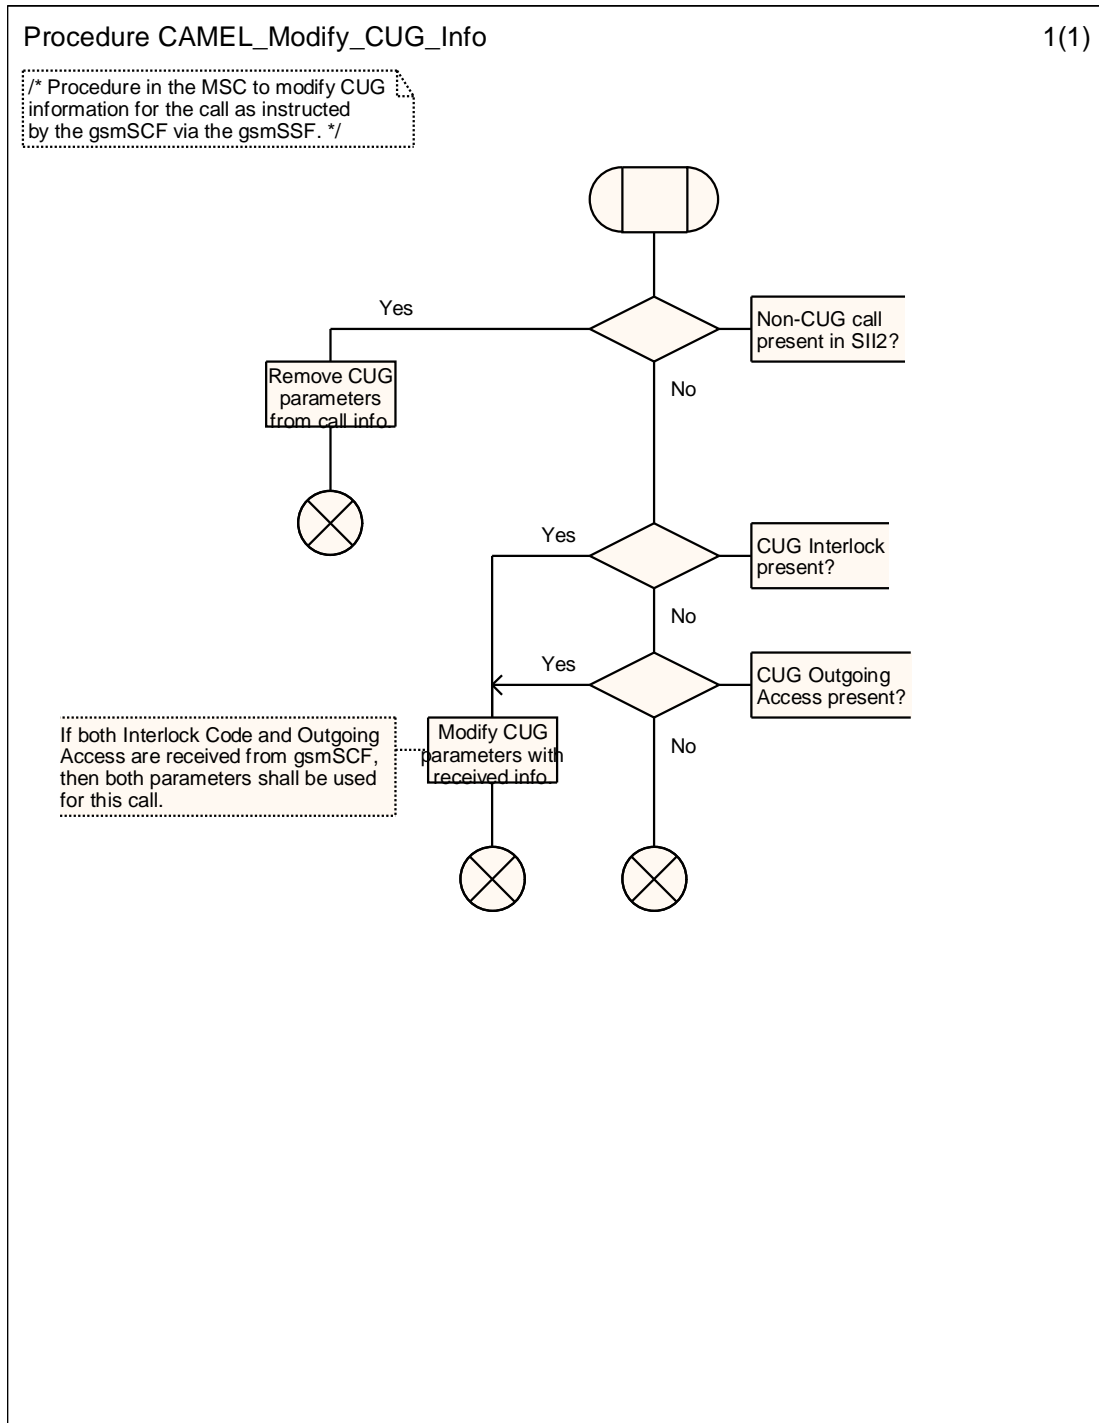 Procedure CAMEL_Modify_CUG_Info
1(1)
/* Procedure in the MSC to modify CUG
information for the call as instructed
by the gsmSCF via the gsmSSF. */
Yes
Non-CUG call
present in SII2?
Remove CUG
parameters
from call info.
No
Yes
CUG Interlock
present?
No
Yes
CUG Outgoing
Access present?
If both Interlock Code and Outgoing
Access are received from gsmSCF,
then both parameters shall be used
for this call.
Modify CUG
parameters with
received info.
No